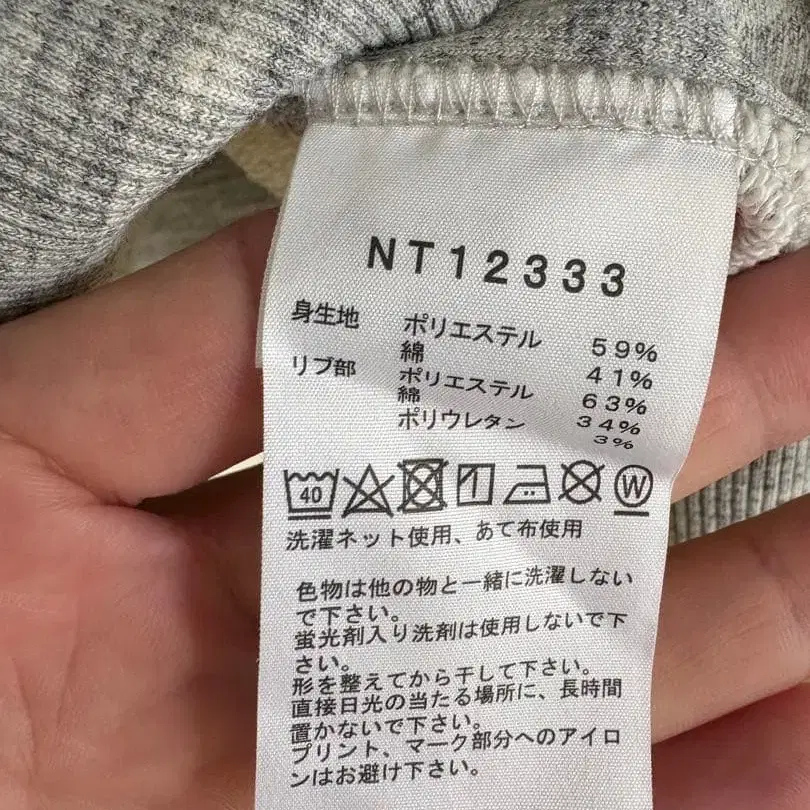 NT12333
身生地 ポリエステル 59%
綿 41%
リブ部 ポリエステル 63%
綿 34%
ポリウレタン 3%
40 W
洗濯ネット使用、あて布使用
色物は他の物と一緒に洗濯しない
で下さい。
蛍光剤入り洗剤は使用しないで下
さい。
形を整えてから干して下さい。
直接日光の当たる場所に、長時間
置かないで下さい。
プリント、マーク部分へのアイロ
ンはお避け下さい。